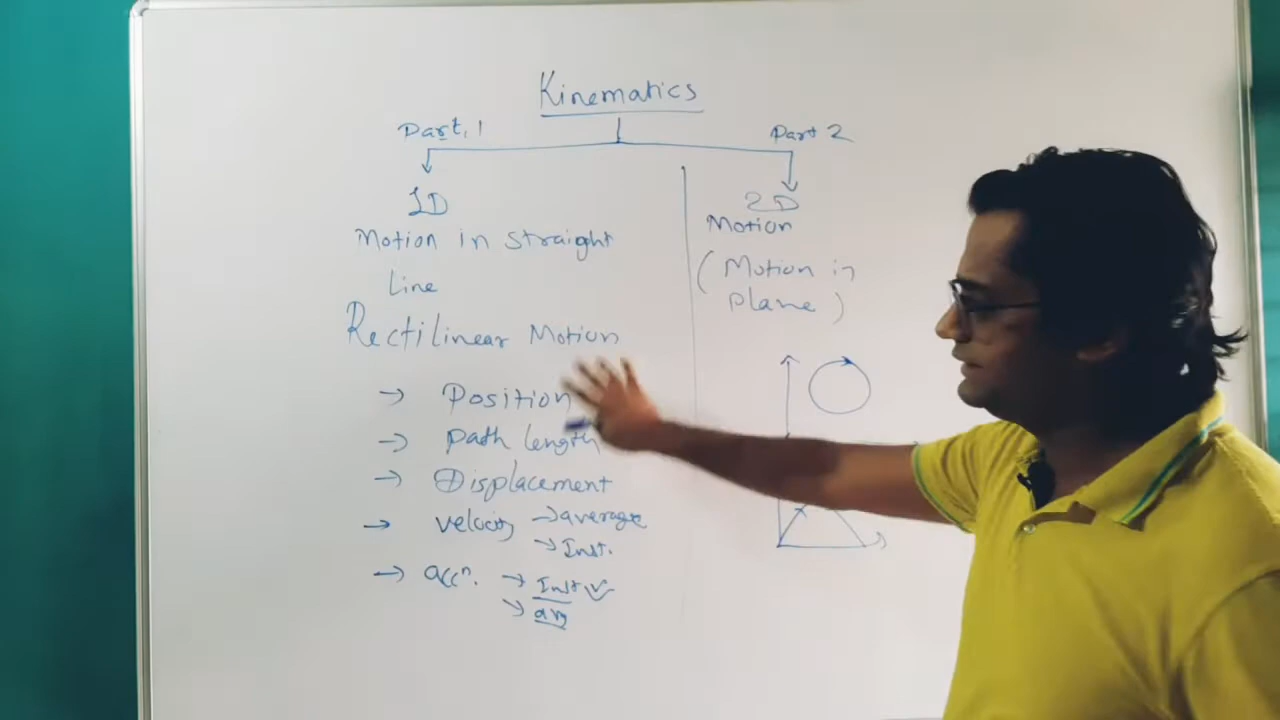 Kinematics
Part 1
Part 2
1D
2D
Motion in straight
Line
Motion
(Motion in
plane)
Rectilinear Motion
→ Position
→ Path length
→ Displacement
→ velocity → average
→ Inst.
→ accⁿ. → Inst
→ avg